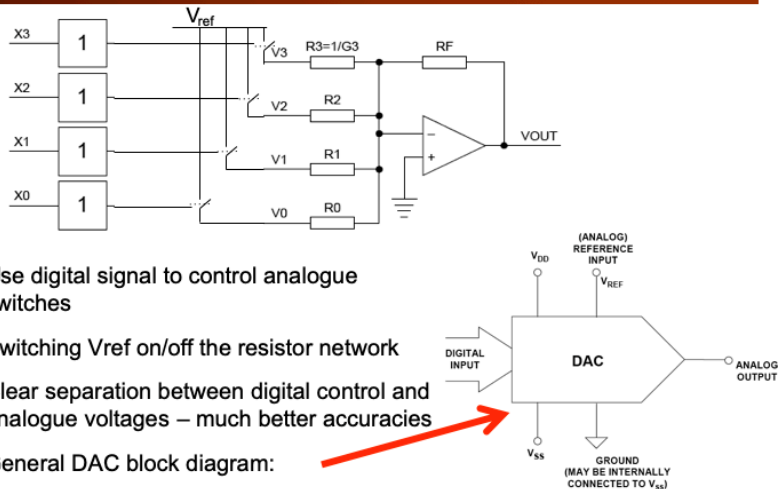 Vref
X3
1
V3
R3=1/G3
RF
X2
1
V2
R2
X1
1
V1
R1
VOUT
X0
1
V0
R0
−
+
se digital signal to control analogue
witches
witching Vref on/off the resistor network
lear separation between digital control and
nalogue voltages – much better accuracies
eneral DAC block diagram:
(ANALOG)
REFERENCE
INPUT
VDD
VREF
DIGITAL
INPUT
DAC
ANALOG
OUTPUT
VSS
GROUND
(MAY BE INTERNALLY
CONNECTED TO VSS)